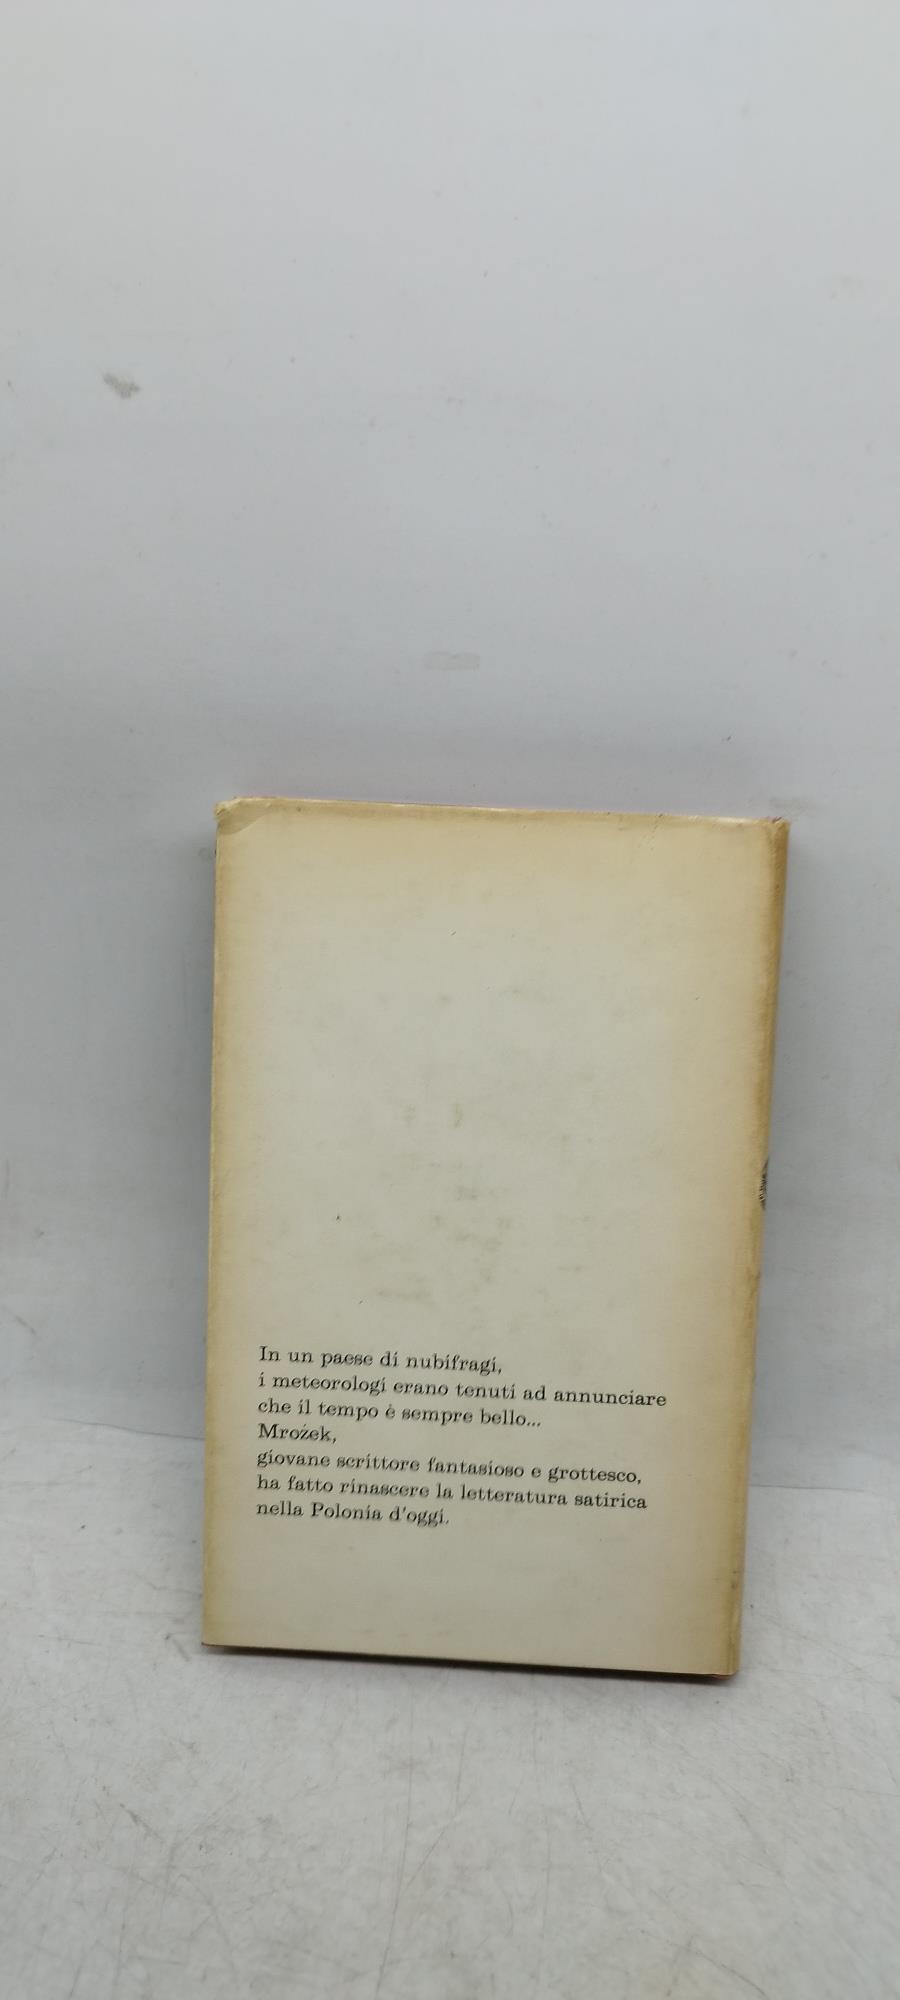 In un paese di nubifragi,
i meteorologi erano tenuti ad annunciare
che il tempo è sempre bello...
Mrożek,
giovane scrittore fantasioso e grottesco,
ha fatto rinascere la letteratura satirica
nella Polonia d'oggi.